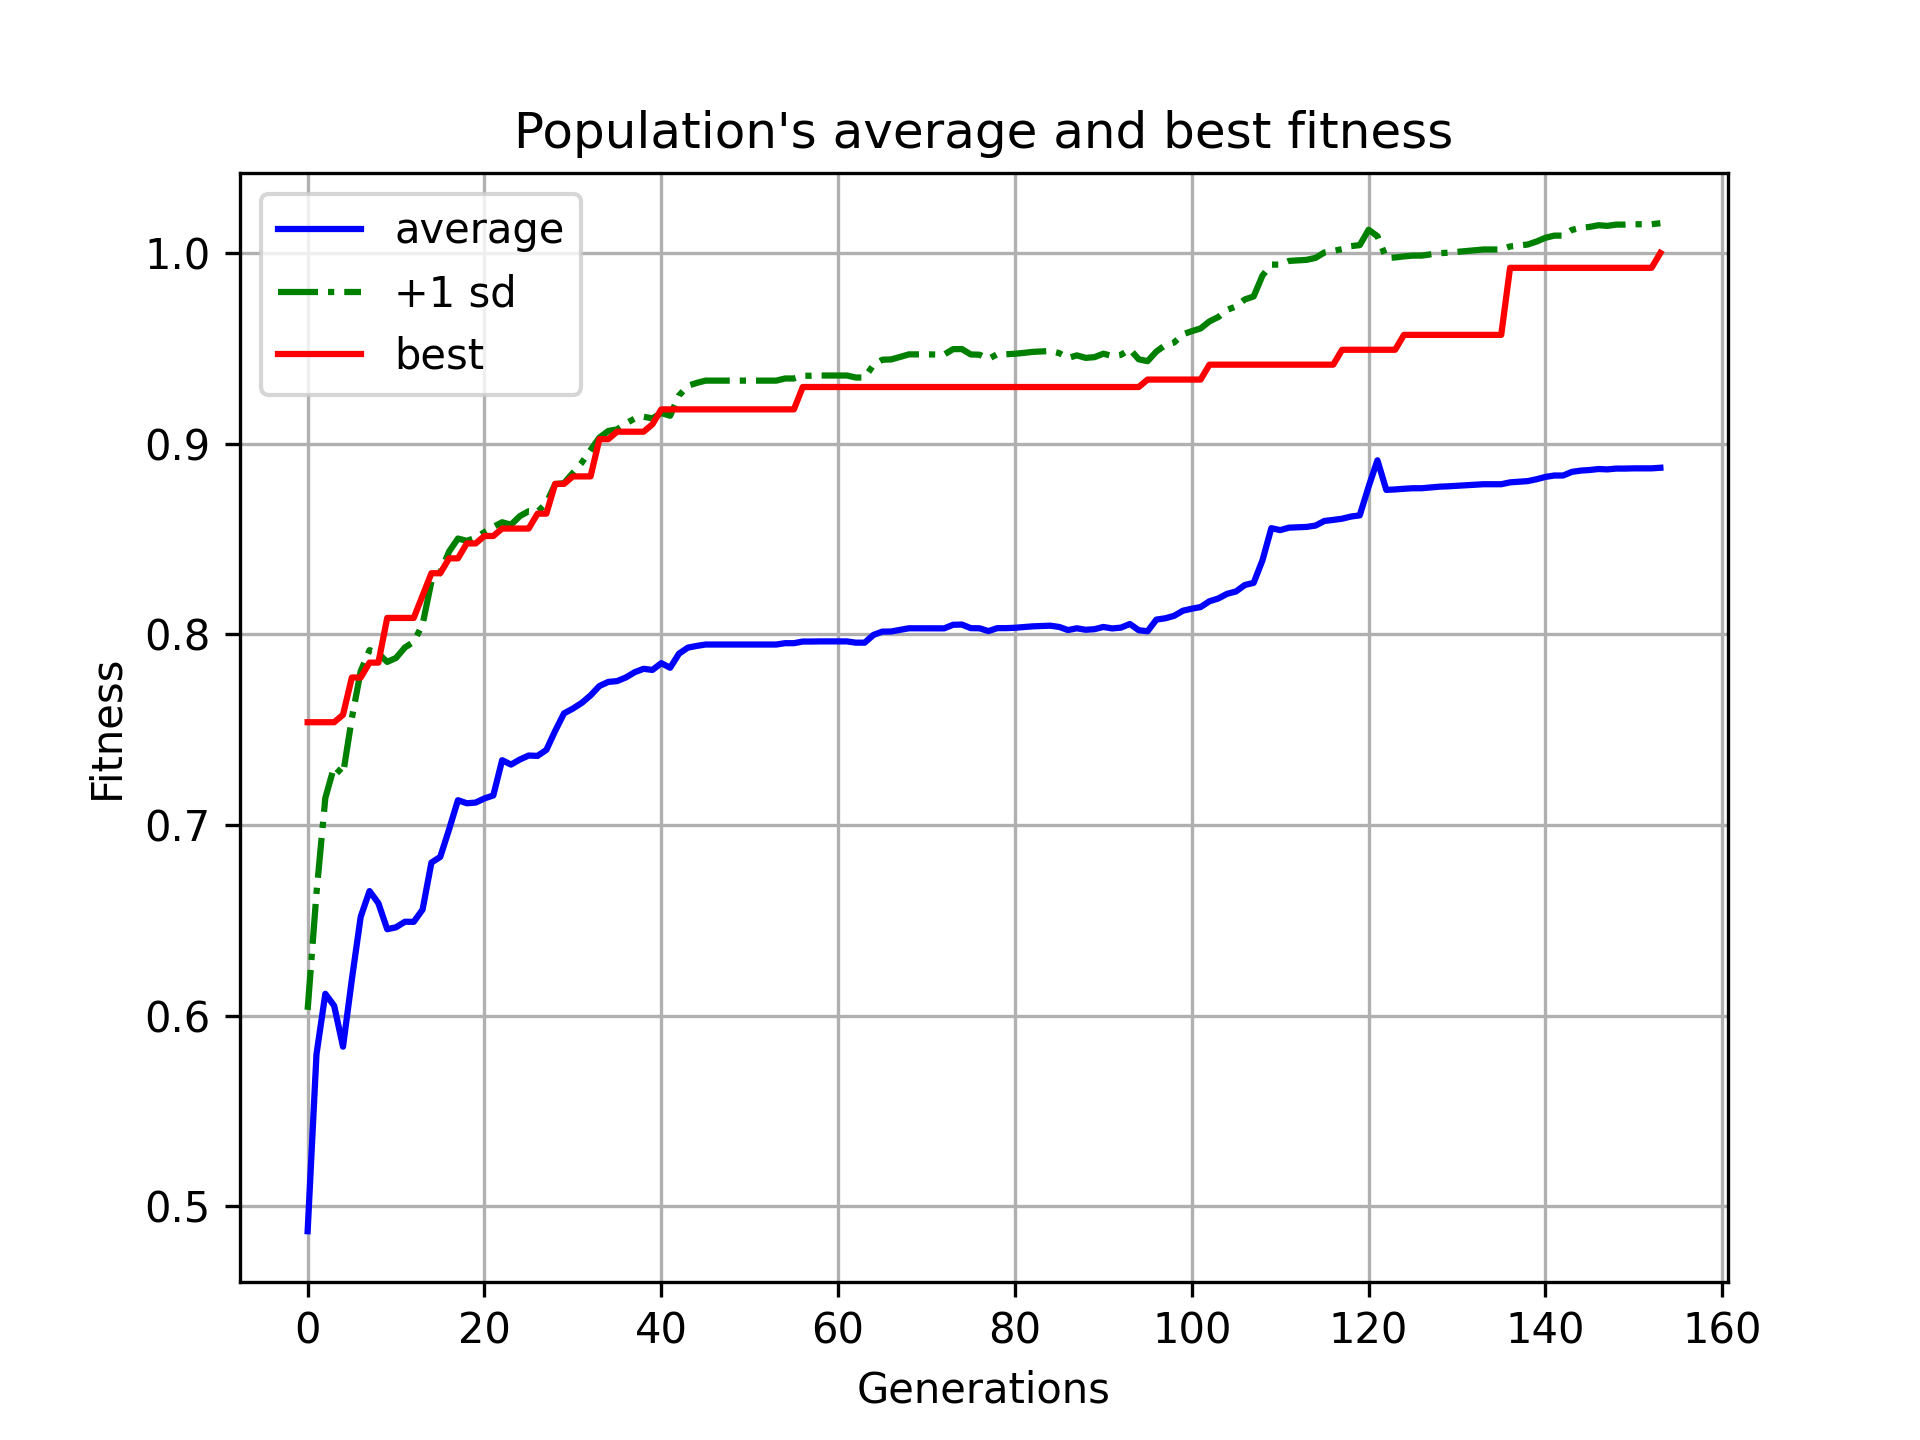 Population's average and best fitness
average
+1 sd
best
1.0
0.9
0.8
0.7
0.6
0.5
Fitness
0 20 40 60 80 100 120 140 160
Generations